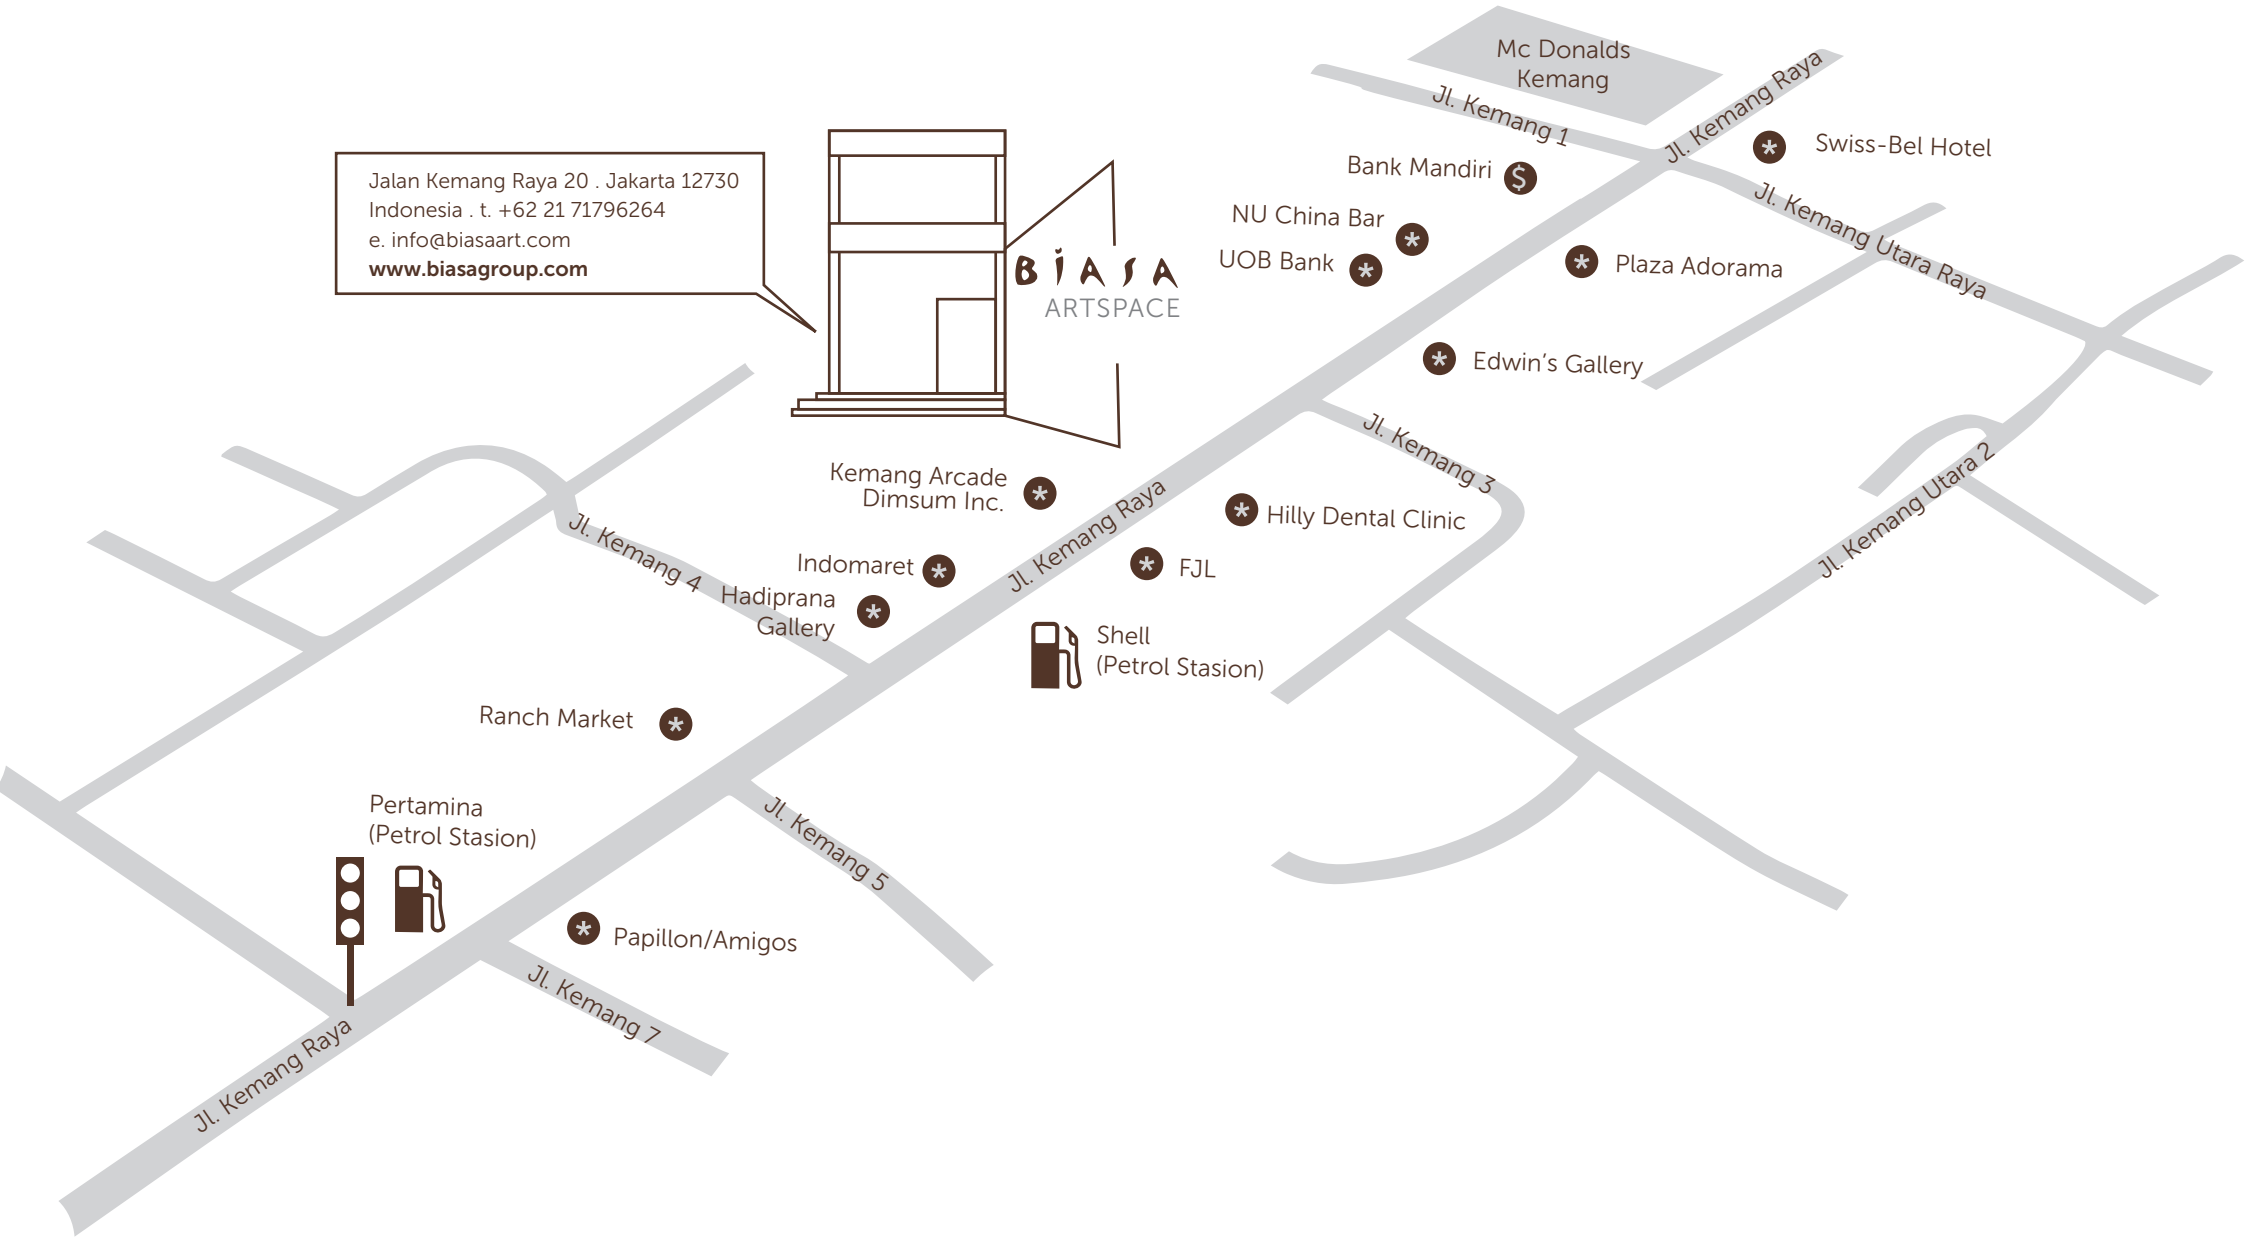 Mc Donalds
Kemang
Jl. Kemang Raya
Jl. Kemang 1
Swiss-Bel Hotel
Bank Mandiri
$
Jl. Kemang Utara Raya
Jalan Kemang Raya 20 . Jakarta 12730
Indonesia . t. +62 21 71796264
e. info@biasaart.com
www.biasagroup.com
BIASA
ARTSPACE
NU China Bar
UOB Bank
Plaza Adorama
Edwin’s Gallery
Jl. Kemang 3
Jl. Kemang Utara 2
Kemang Arcade
Dimsum Inc.
Jl. Kemang Raya
Hilly Dental Clinic
Jl. Kemang 4
Indomaret
FJL
Hadiprana
Gallery
Shell
(Petrol Stasion)
Ranch Market
Pertamina
(Petrol Stasion)
Jl. Kemang 5
Papillon/Amigos
Jl. Kemang 7
Jl. Kemang Raya